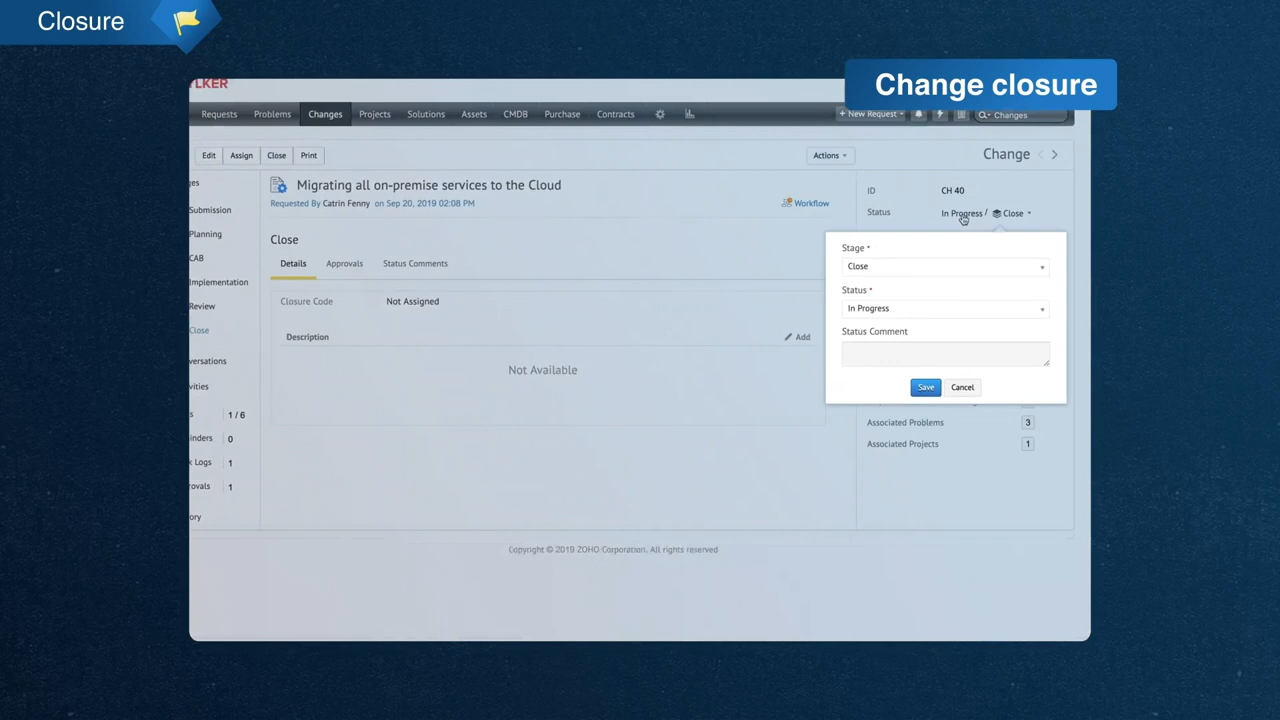 Closure
Change closure
YLKER
Requests Problems Changes Projects Solutions Assets CMDB Purchase Contracts + New Request Changes
Edit Assign Close Print Actions Change
Migrating all on-premise services to the Cloud
Requested By Catrin Fenny on Sep 20, 2019 02:08 PM Workflow
ID CH 40
Status In Progress / Close
ges
Submission
Planning
CAB
Implementation
Review
Close
versations
vities
s 1 / 6
inders 0
k Logs 1
rovals 1
ory
Close
Details Approvals Status Comments
Closure Code Not Assigned
Description Add
Not Available
Stage *
Close
Status *
In Progress
Status Comment
Save Cancel
Associated Problems 3
Associated Projects 1
Copyright © 2019 ZOHO Corporation. All rights reserved